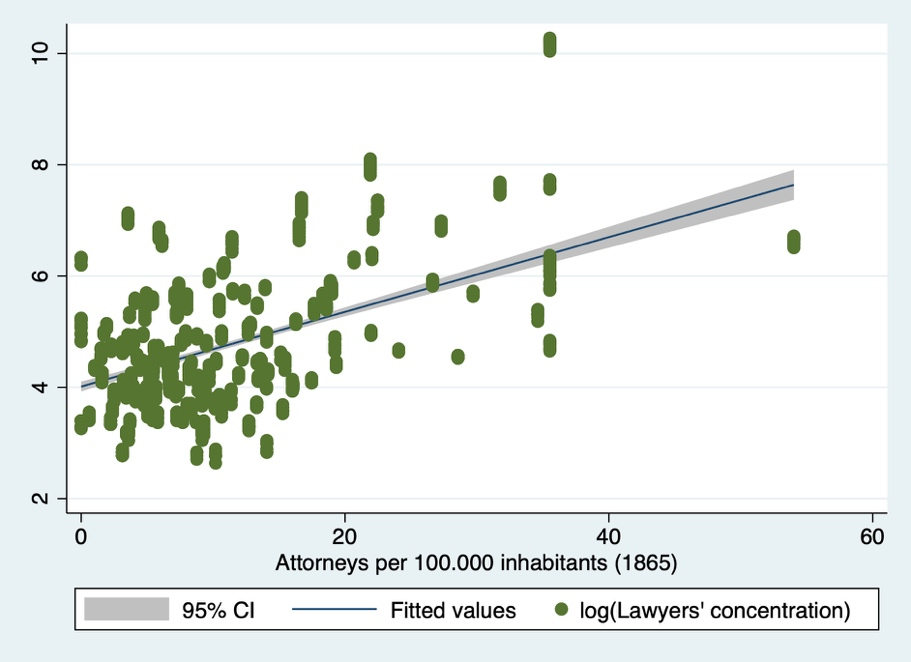 10
8
6
4
2
0 20 40 60
Attorneys per 100.000 inhabitants (1865)
95% CI Fitted values log(Lawyers' concentration)